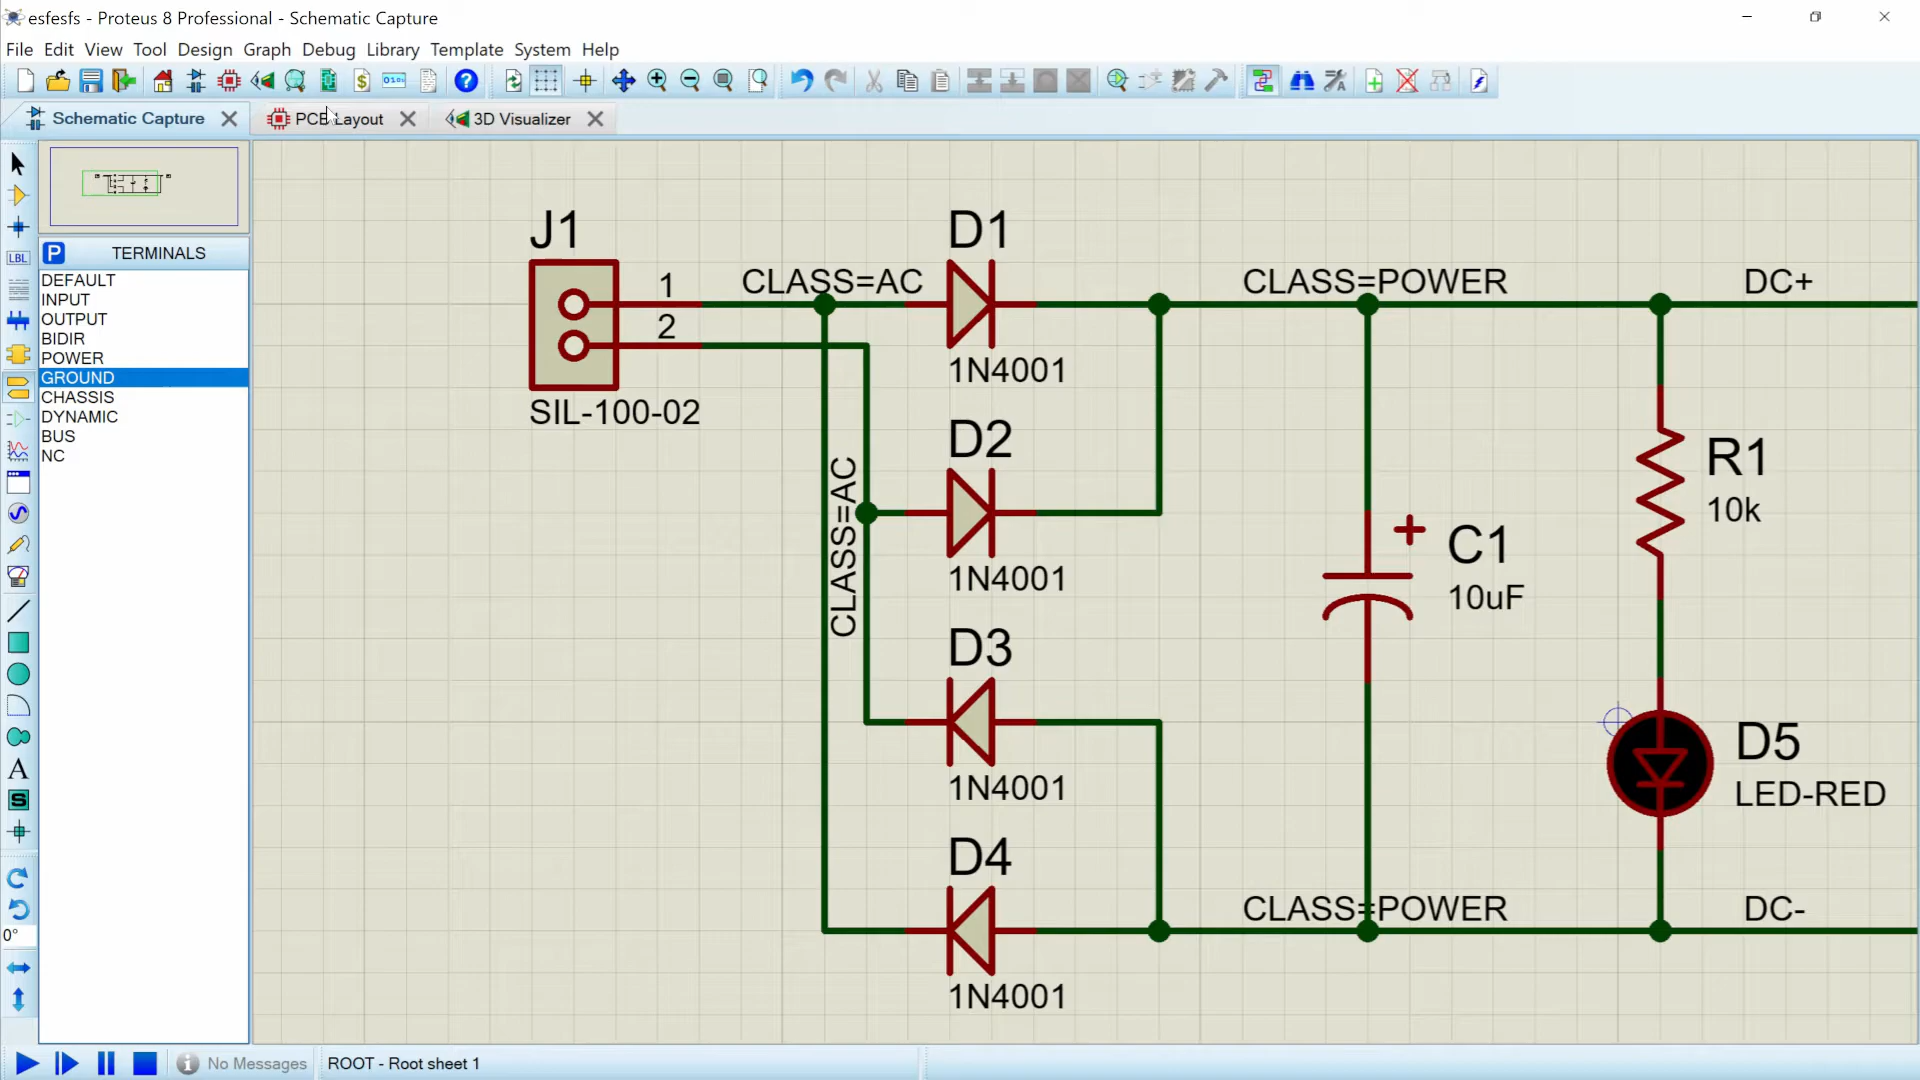 esfesfs - Proteus 8 Professional - Schematic Capture
File Edit View Tool Design Graph Debug Library Template System Help
Schematic Capture PCB Layout 3D Visualizer
P TERMINALS
DEFAULT
INPUT
OUTPUT
BIDIR
POWER
GROUND
CHASSIS
DYNAMIC
BUS
NC
LBL
A
S
0°
J1
1
2
SIL-100-02
CLASS=AC
CLASS=AC
D1
1N4001
D2
1N4001
D3
1N4001
D4
1N4001
CLASS=POWER
DC+
R1
10k
C1
10uF
D5
LED-RED
CLASS=POWER
DC-
No Messages ROOT - Root sheet 1